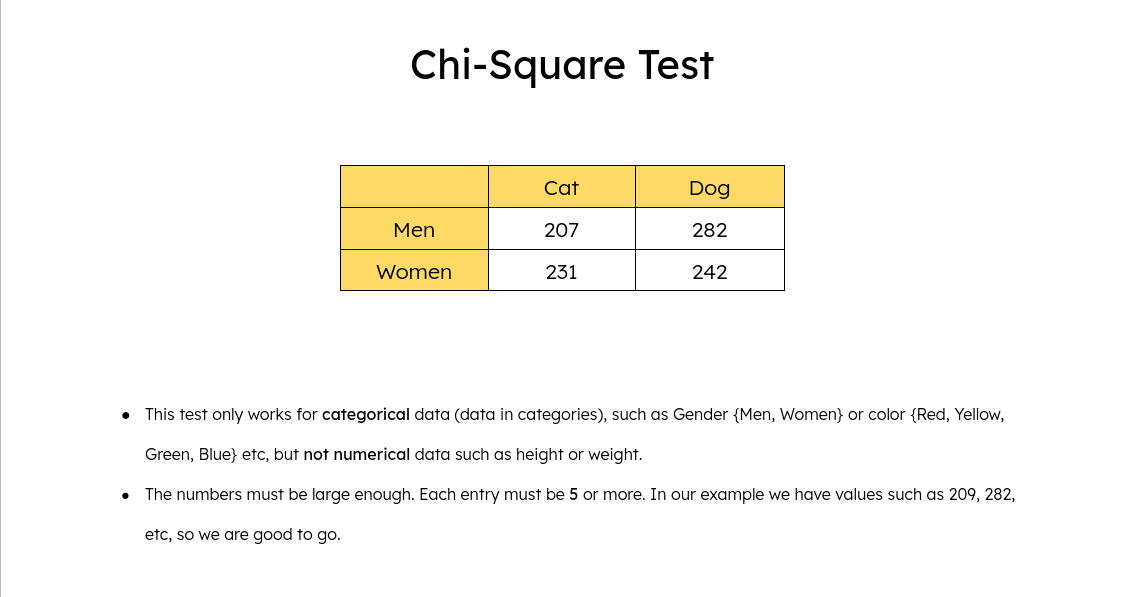 Chi-Square Test
Cat Dog
Men 207 282
Women 231 242
● This test only works for categorical data (data in categories), such as Gender {Men, Women} or color {Red, Yellow,
Green, Blue} etc, but not numerical data such as height or weight.
● The numbers must be large enough. Each entry must be 5 or more. In our example we have values such as 209, 282,
etc, so we are good to go.